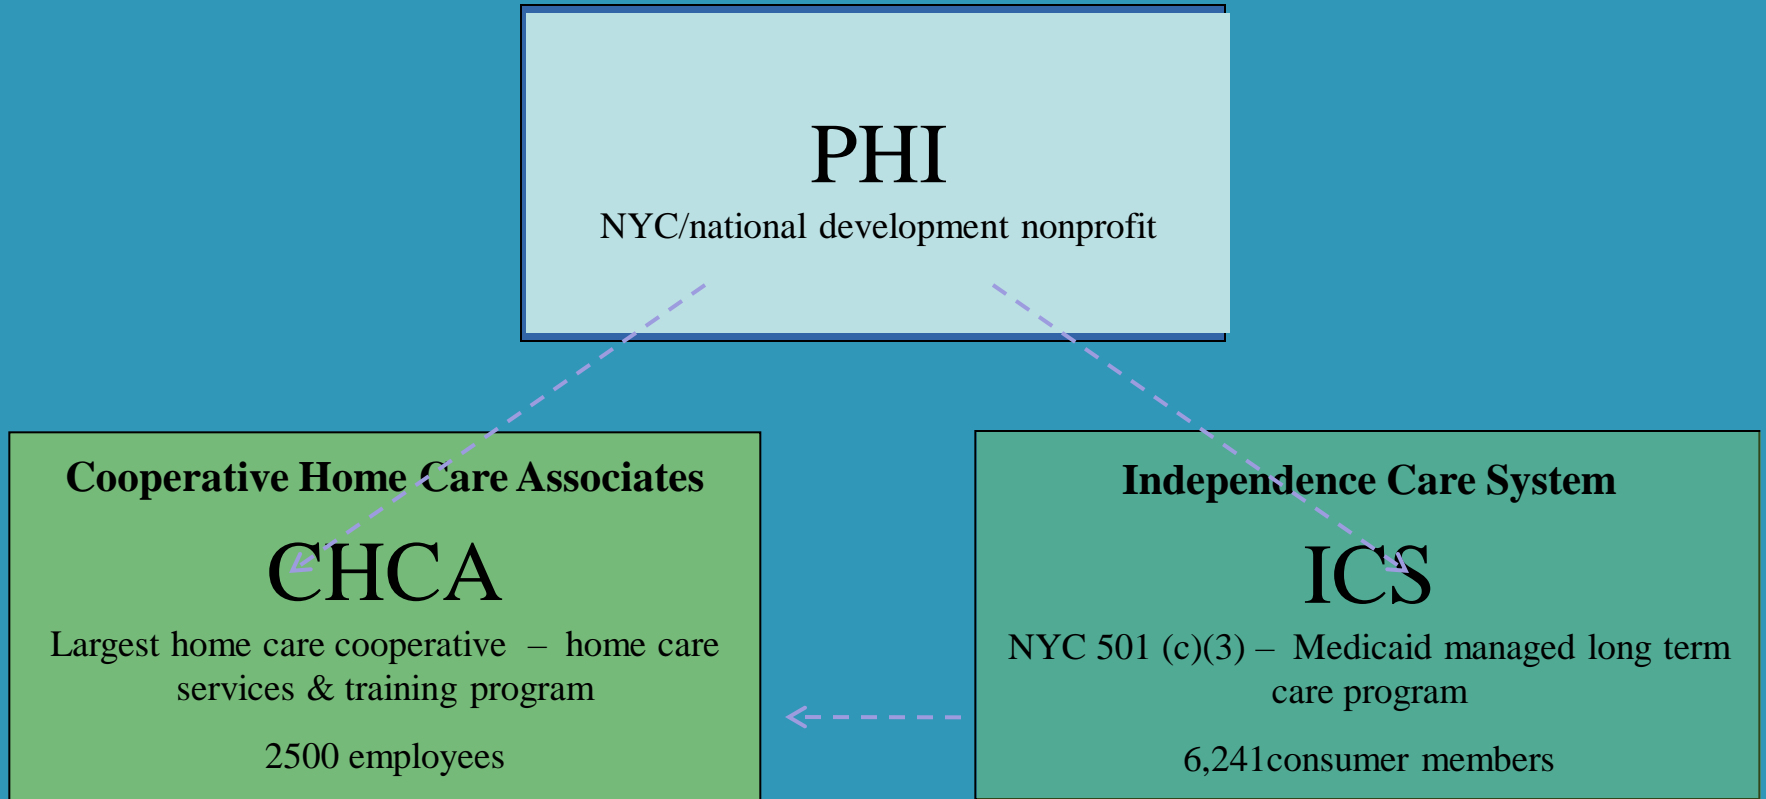 PHI
NYC/national development nonprofit
Cooperative Home Care Associates
CHCA
Largest home care cooperative – home care
services & training program
2500 employees
Independence Care System
ICS
NYC 501 (c)(3) – Medicaid managed long term
care program
6,241consumer members